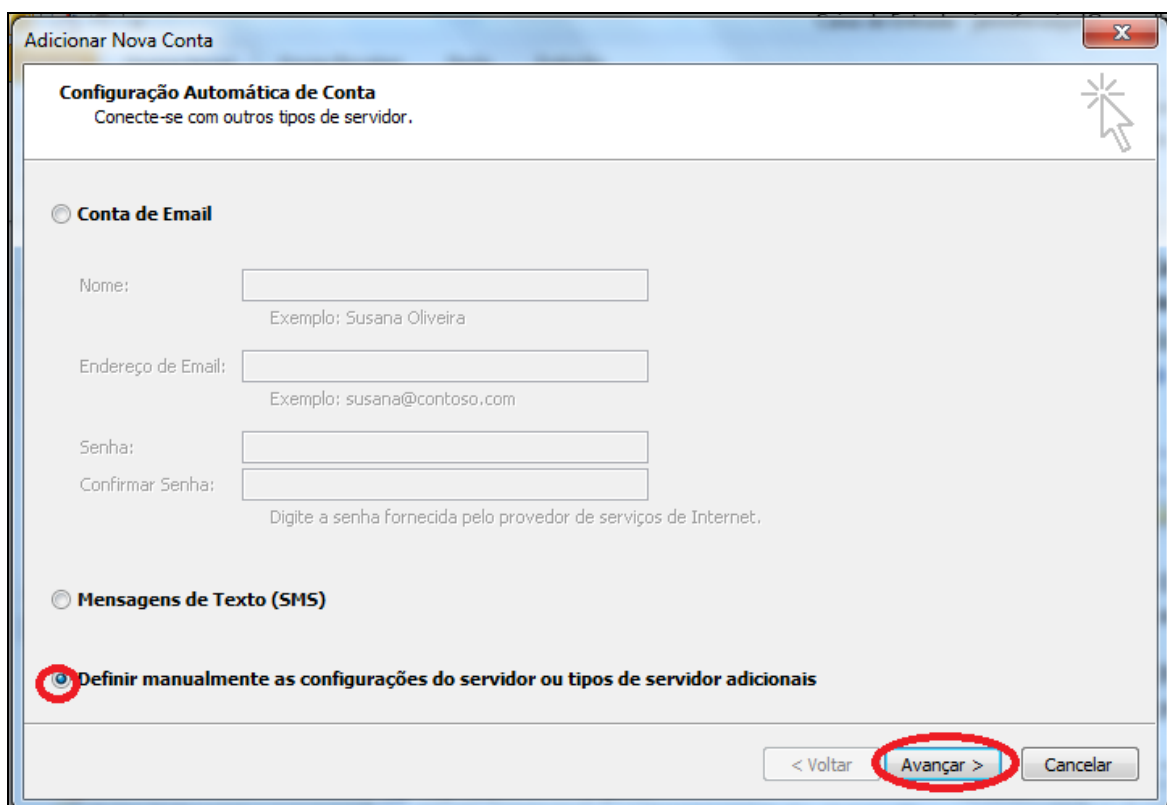 Adicionar Nova Conta
X
Configuração Automática de Conta
Conecte-se com outros tipos de servidor.
Conta de Email
Nome:
Exemplo: Susana Oliveira
Endereço de Email:
Exemplo: susana@contoso.com
Senha:
Confirmar Senha:
Digite a senha fornecida pelo provedor de serviços de Internet.
Mensagens de Texto (SMS)
Definir manualmente as configurações do servidor ou tipos de servidor adicionais
< Voltar Avançar > Cancelar